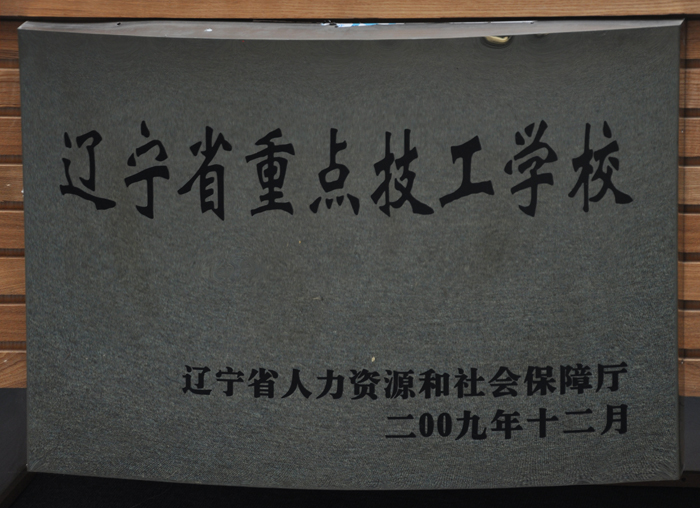 辽宁省重点技工学校
辽宁省人力资源和社会保障厅
二00九年十二月